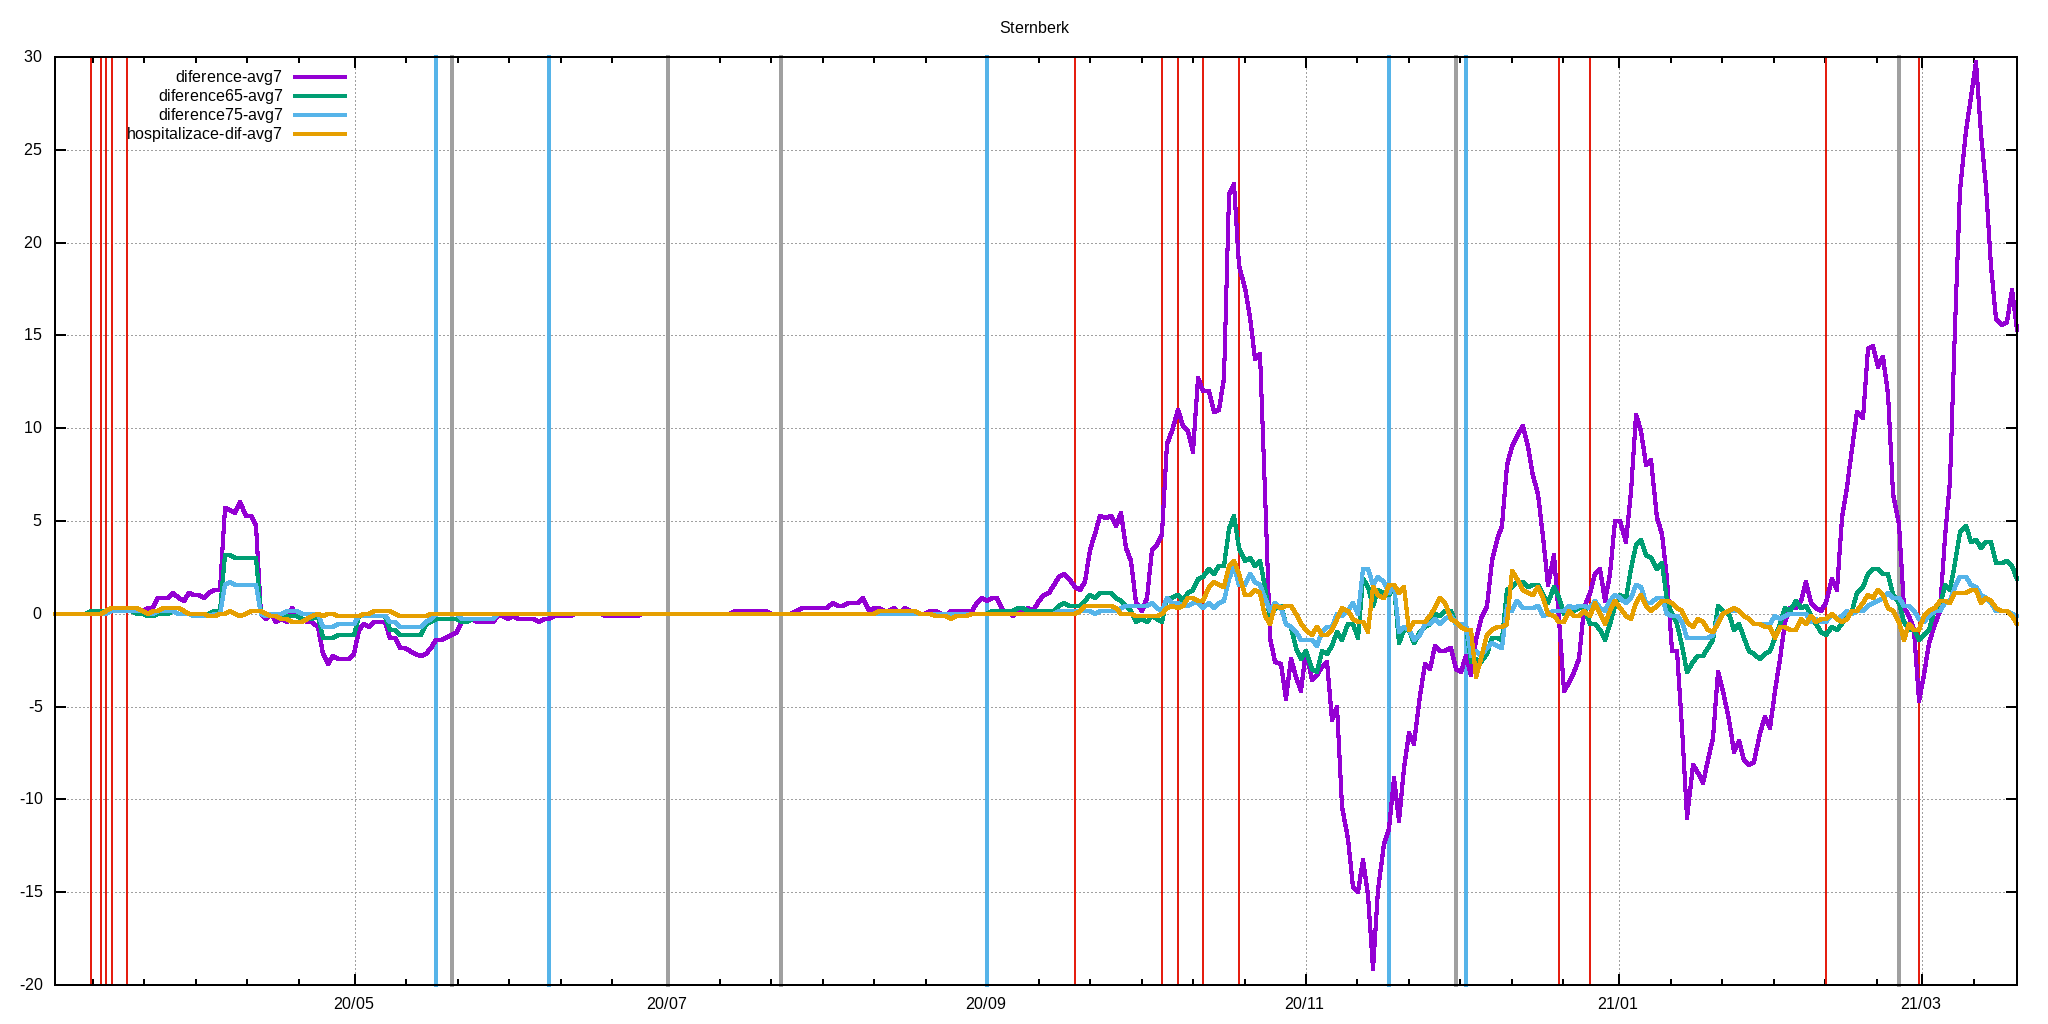 Sternberk
diference-avg7
diference65-avg7
diference75-avg7
hospitalizace-dif-avg7
30
25
20
15
10
5
0
-5
-10
-15
-20
20/05 20/07 20/09 20/11 21/01 21/03